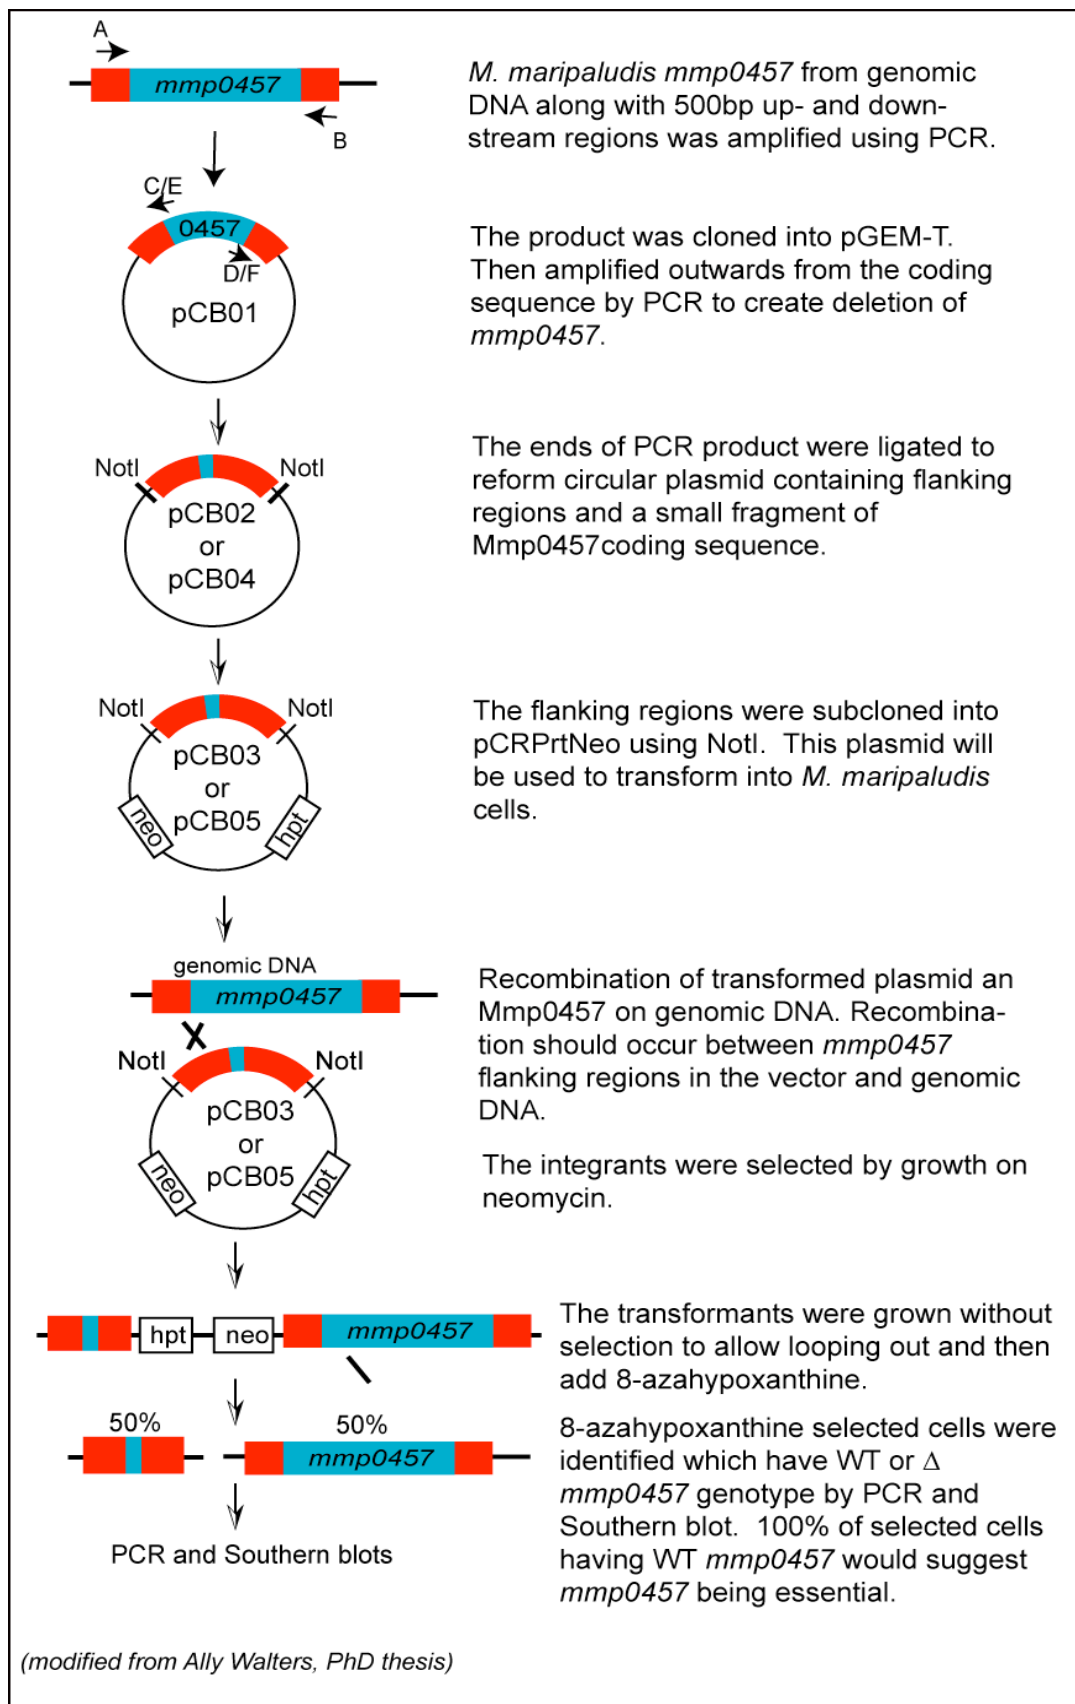 A
mmp0457
B
M. maripaludis mmp0457 from genomic
DNA along with 500bp up- and down-
stream regions was amplified using PCR.
C/E
0457
D/F
pCB01
The product was cloned into pGEM-T.
Then amplified outwards from the coding
sequence by PCR to create deletion of
mmp0457.
NotI
NotI
pCB02
or
pCB04
The ends of PCR product were ligated to
reform circular plasmid containing flanking
regions and a small fragment of
Mmp0457coding sequence.
NotI
NotI
pCB03
or
pCB05
neo
hpt
The flanking regions were subcloned into
pCRPrtNeo using NotI. This plasmid will
be used to transform into M. maripaludis
cells.
genomic DNA
mmp0457
NotI
NotI
pCB03
or
pCB05
neo
hpt
Recombination of transformed plasmid an
Mmp0457 on genomic DNA. Recombina-
tion should occur between mmp0457
flanking regions in the vector and genomic
DNA.
The integrants were selected by growth on
neomycin.
hpt
neo
mmp0457
The transformants were grown without
selection to allow looping out and then
add 8-azahypoxanthine.
50%
50%
mmp0457
8-azahypoxanthine selected cells were
identified which have WT or Δ
mmp0457 genotype by PCR and
Southern blot. 100% of selected cells
having WT mmp0457 would suggest
mmp0457 being essential.
PCR and Southern blots
(modified from Ally Walters, PhD thesis)